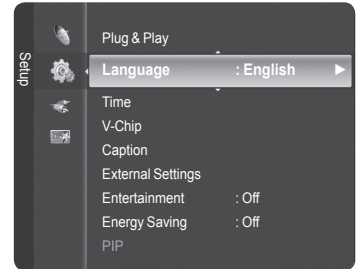 Setup
Plug & Play
Language : English
Time
V-Chip
Caption
External Settings
Entertainment : Off
Energy Saving : Off
PIP